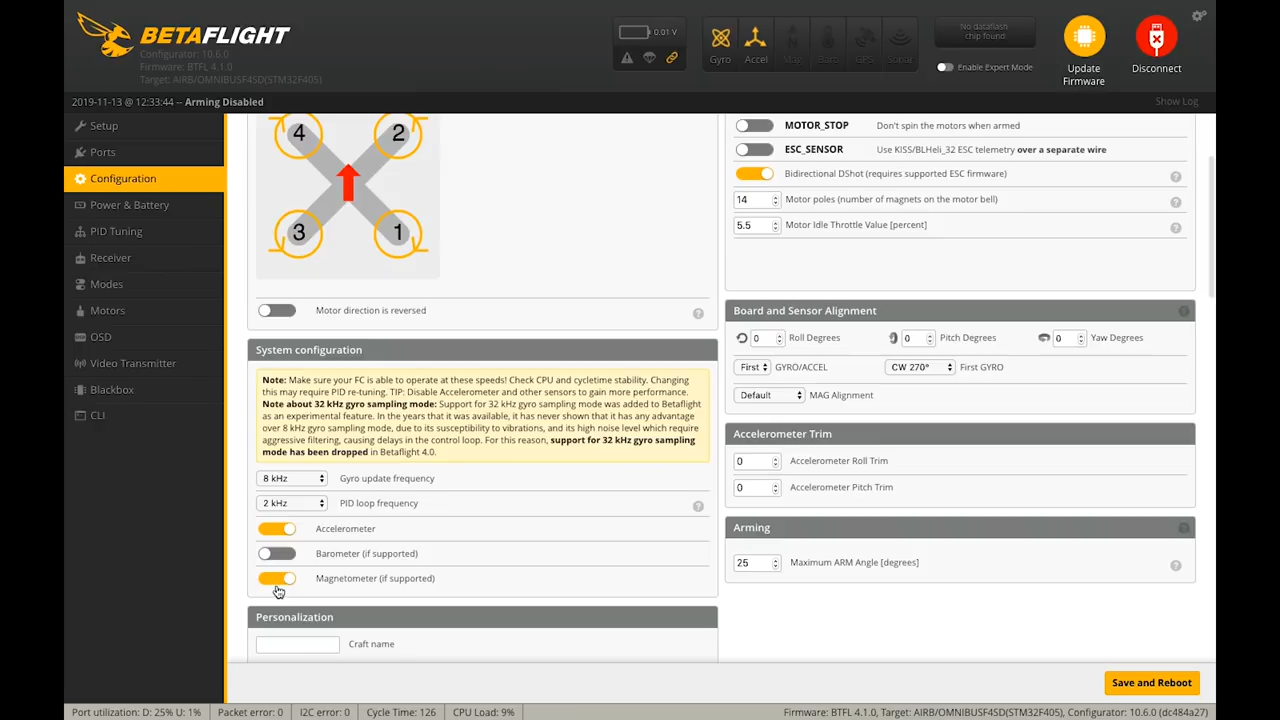 BETAFLIGHT
Configurator: 10.6.0
Firmware: BTFL 4.1.0
Target: AIRB/OMNIBUSF4SD(STM32F405)
0.01 V
Gyro
Accel
Mag
Baro
GPS
Sonar
No dataflash
chip found
Enable Expert Mode
Update
Firmware
Disconnect
2019-11-13 @ 12:33:44 -- Arming Disabled
Show Log
Setup
Ports
Configuration
Power & Battery
PID Tuning
Receiver
Modes
Motors
OSD
Video Transmitter
Blackbox
CLI
4
2
3
1
Motor direction is reversed
System configuration
Note: Make sure your FC is able to operate at these speeds! Check CPU and cycletime stability. Changing
this may require PID re-tuning. TIP: Disable Accelerometer and other sensors to gain more performance.
Note about 32 kHz gyro sampling mode: Support for 32 kHz gyro sampling mode was added to Betaflight
as an experimental feature. In the years that it was available, it has never shown that it has any advantage
over 8 kHz gyro sampling mode, due to its susceptibility to vibrations, and its high noise level which require
aggressive filtering, causing delays in the control loop. For this reason, support for 32 kHz gyro sampling
mode has been dropped in Betaflight 4.0.
8 kHz Gyro update frequency
2 kHz PID loop frequency
Accelerometer
Barometer (if supported)
Magnetometer (if supported)
Personalization
Craft name
MOTOR_STOP Don't spin the motors when armed
ESC_SENSOR Use KISS/BLHeli_32 ESC telemetry over a separate wire
Bidirectional DShot (requires supported ESC firmware)
14 Motor poles (number of magnets on the motor bell)
5.5 Motor Idle Throttle Value [percent]
Board and Sensor Alignment
0 Roll Degrees 0 Pitch Degrees 0 Yaw Degrees
First GYRO/ACCEL CW 270° First GYRO
Default MAG Alignment
Accelerometer Trim
0 Accelerometer Roll Trim
0 Accelerometer Pitch Trim
Arming
25 Maximum ARM Angle [degrees]
Save and Reboot
Port utilization: D: 25% U: 1% Packet error: 0 I2C error: 0 Cycle Time: 126 CPU Load: 9% Firmware: BTFL 4.1.0, Target: AIRB/OMNIBUSF4SD(STM32F405), Configurator: 10.6.0 (dc484a27)